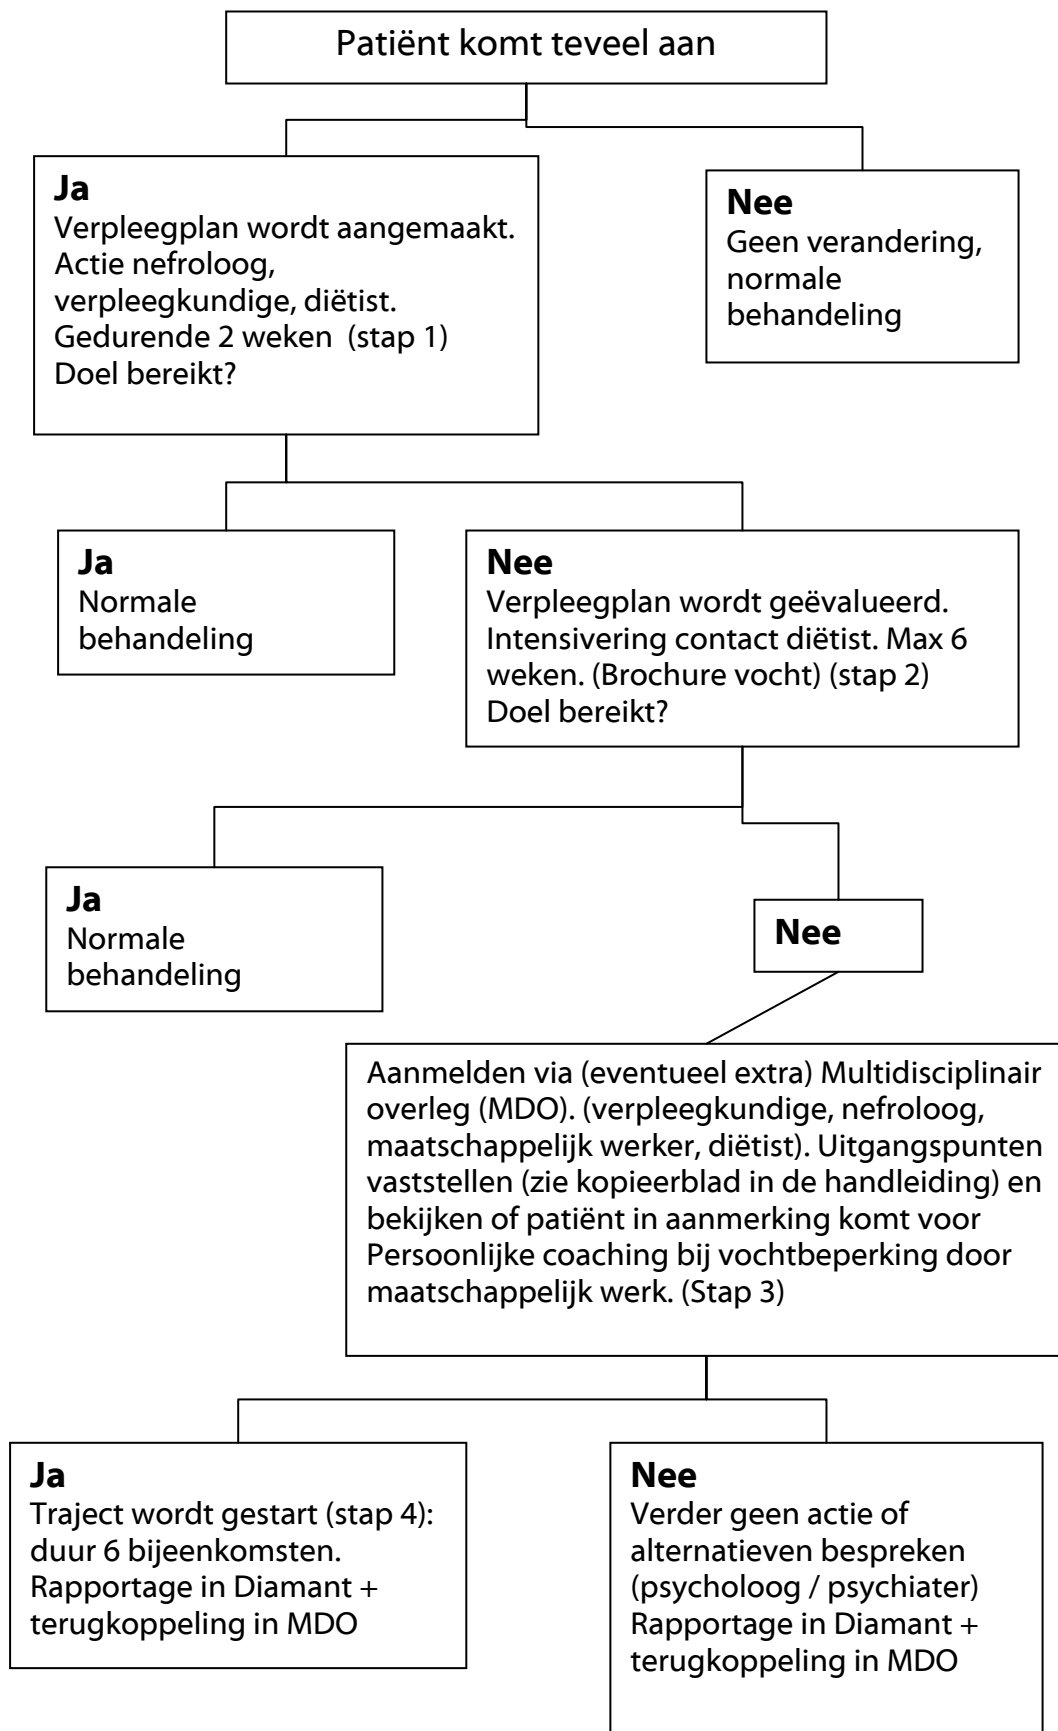 Patiënt komt teveel aan
Ja
Verpleegplan wordt aangemaakt.
Actie nefroloog,
verpleegkundige, diëtist.
Gedurende 2 weken (stap 1)
Doel bereikt?
Nee
Geen verandering,
normale
behandeling
Ja
Normale
behandeling
Nee
Verpleegplan wordt geëvalueerd.
Intensivering contact diëtist. Max 6
weken. (Brochure vocht) (stap 2)
Doel bereikt?
Ja
Normale
behandeling
Nee
Aanmelden via (eventueel extra) Multidisciplinair
overleg (MDO). (verpleegkundige, nefroloog,
maatschappelijk werker, diëtist). Uitgangspunten
vaststellen (zie kopieerblad in de handleiding) en
bekijken of patiënt in aanmerking komt voor
Persoonlijke coaching bij vochtbeperking door
maatschappelijk werk. (Stap 3)
Ja
Traject wordt gestart (stap 4):
duur 6 bijeenkomsten.
Rapportage in Diamant +
terugkoppeling in MDO
Nee
Verder geen actie of
alternatieven bespreken
(psycholoog / psychiater)
Rapportage in Diamant +
terugkoppeling in MDO